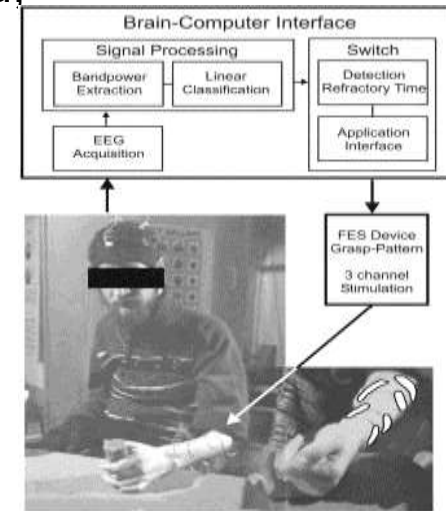 Brain-Computer Interface
Signal Processing
Bandpower
Extraction
Linear
Classification
EEG
Acquisition
Switch
Detection
Refractory Time
Application
Interface
FES Device
Grasp-Pattern
3 channel
Stimulation